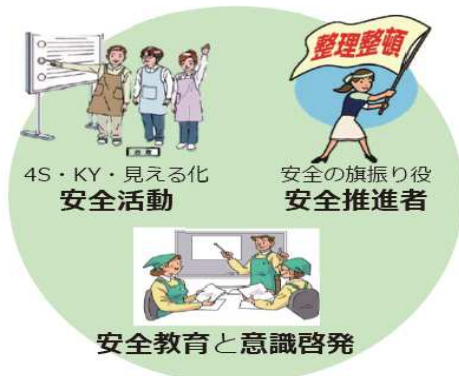 整理整頓
4S・KY・見える化
安全活動
安全の旗振り役
安全推進者
安全教育と意識啓発